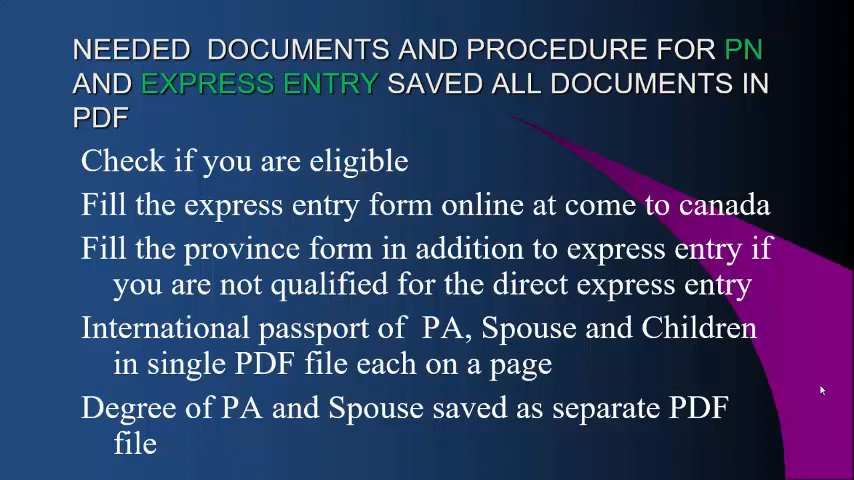 NEEDED  DOCUMENTS AND PROCEDURE FOR PN
AND EXPRESS ENTRY SAVED ALL DOCUMENTS IN
PDF
Check if you are eligible
Fill the express entry form online at come to canada
Fill the province form in addition to express entry if
you are not qualified for the direct express entry
International passport of  PA, Spouse and Children
in single PDF file each on a page
Degree of PA and Spouse saved as separate PDF
file